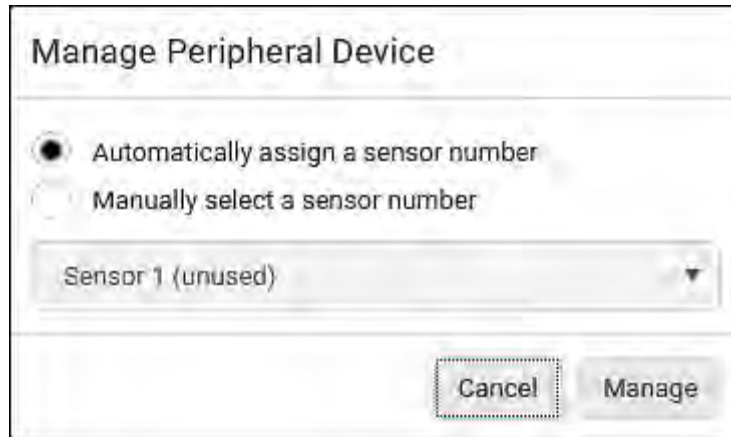 Manage Peripheral Device
Automatically assign a sensor number
Manually select a sensor number
Sensor 1 (unused)
Cancel Manage